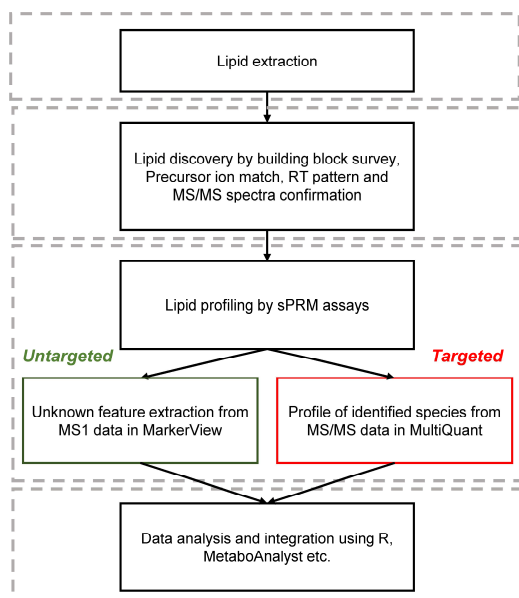 Lipid extraction
Lipid discovery by building block survey,
Precursor ion match, RT pattern and
MS/MS spectra confirmation
Lipid profiling by sPRM assays
Untargeted
Targeted
Unknown feature extraction from
MS1 data in MarkerView
Profile of identified species from
MS/MS data in MultiQuant
Data analysis and integration using R,
MetaboAnalyst etc.